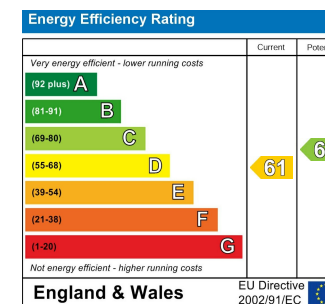 Energy Efficiency Rating
Current
Very energy efficient - lower running costs
(92 plus) A
(81-91) B
(69-80) C
(55-68) D
61
(39-54) E
(21-38) F
(1-20) G
Not energy efficient - higher running costs
England & Wales
EU Directive
2002/91/EC